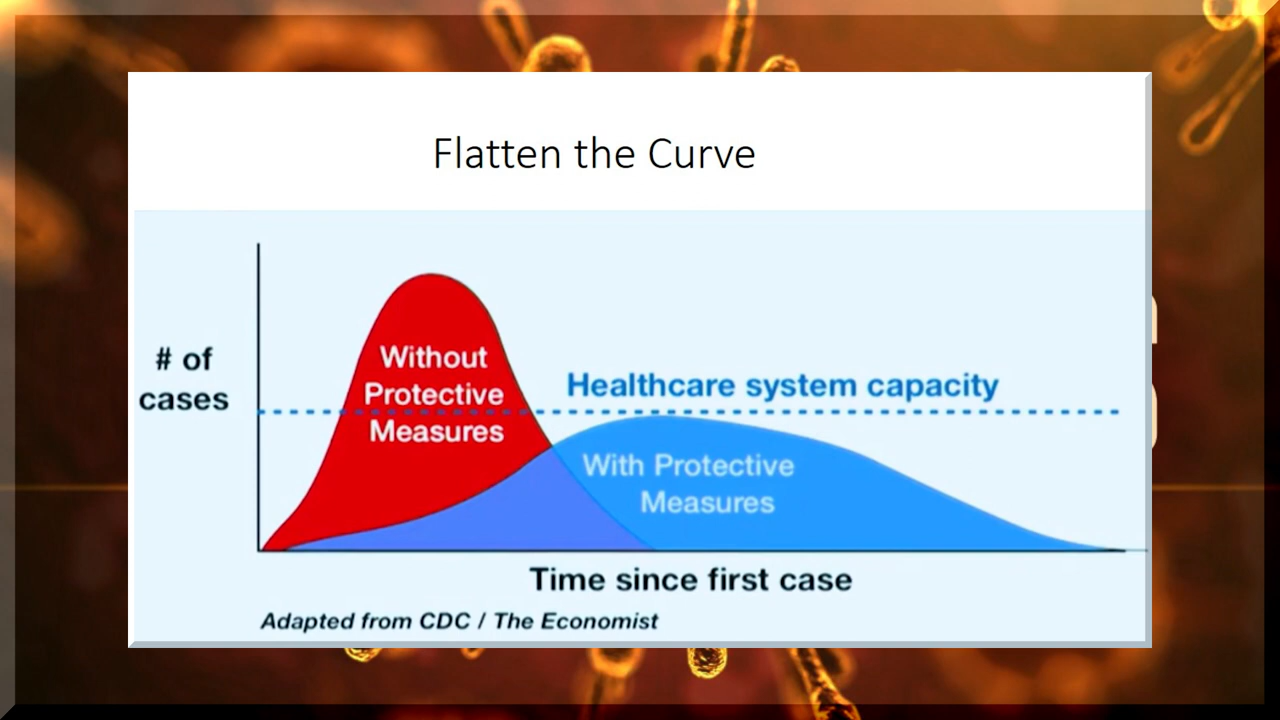 Flatten the Curve
# of
cases
Without
Protective
Measures
Healthcare system capacity
With Protective
Measures
Time since first case
Adapted from CDC / The Economist